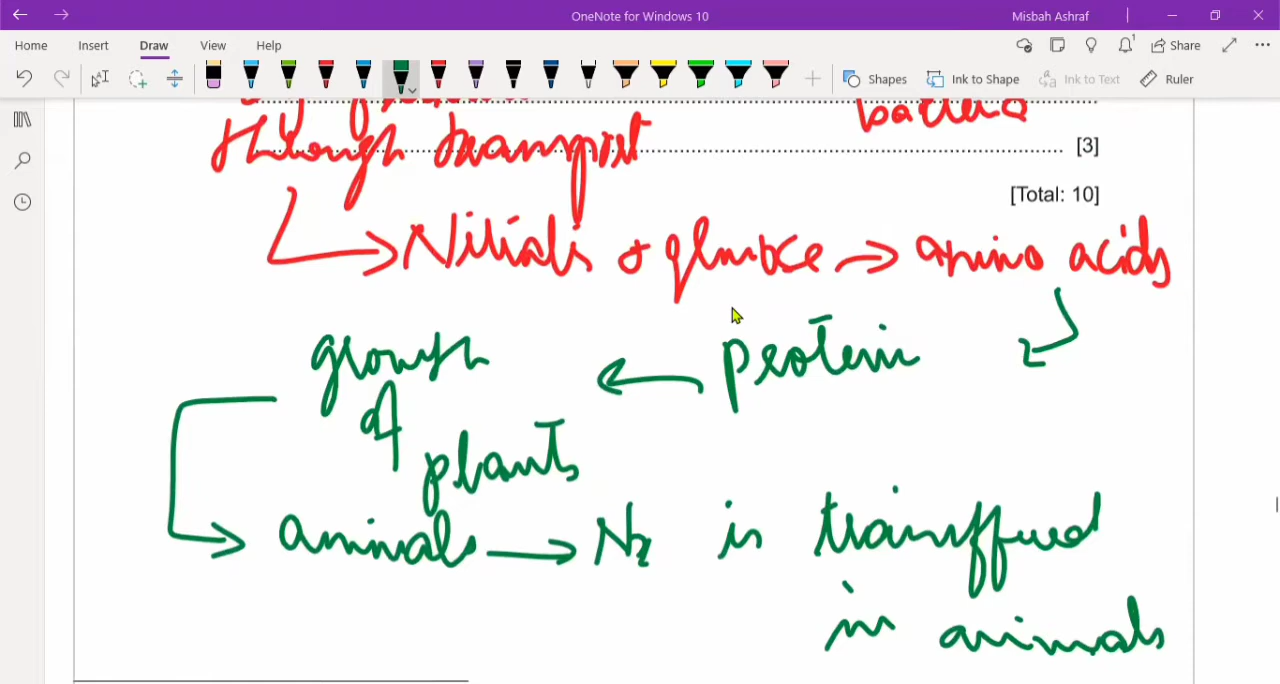 OneNote for Windows 10
Misbah Ashraf
Home Insert Draw View Help
Share
Shapes Ink to Shape Ink to Text Ruler
bacteria
through transport
[3]
[Total: 10]
Nitrats + glucose → amino acids
growth ← protein
of
plants
animals → N2 is transffered
in animals